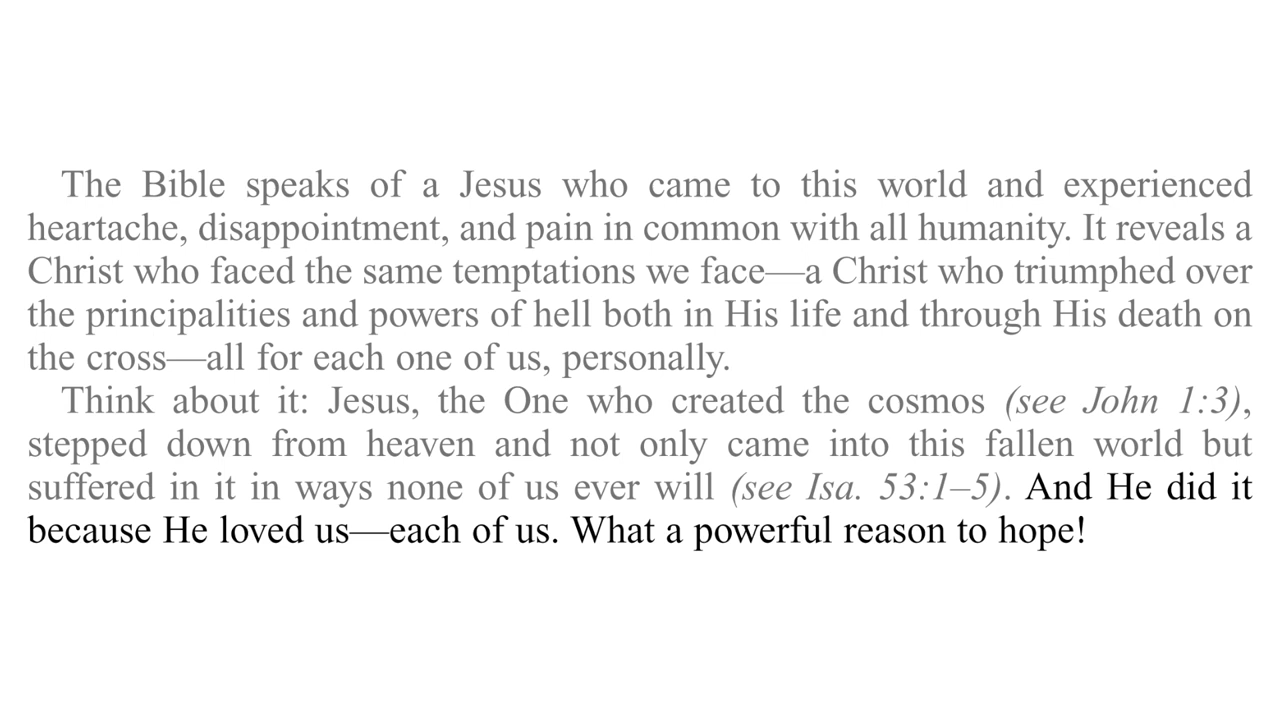 The Bible speaks of a Jesus who came to this world and experienced
heartache, disappointment, and pain in common with all humanity. It reveals a
Christ who faced the same temptations we face—a Christ who triumphed over
the principalities and powers of hell both in His life and through His death on
the cross—all for each one of us, personally.
Think about it: Jesus, the One who created the cosmos (see John 1:3),
stepped down from heaven and not only came into this fallen world but
suffered in it in ways none of us ever will (see Isa. 53:1–5). And He did it
because He loved us—each of us. What a powerful reason to hope!